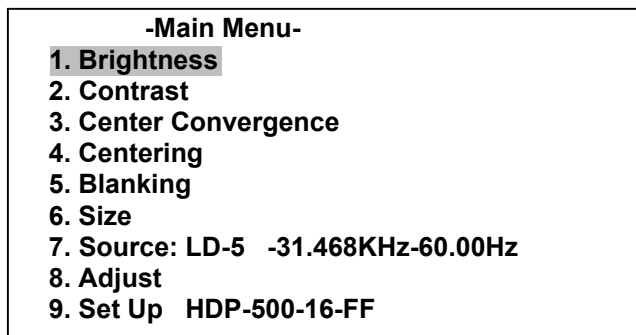 -Main Menu-
1. Brightness
2. Contrast
3. Center Convergence
4. Centering
5. Blanking
6. Size
7. Source: LD-5 -31.468KHz-60.00Hz
8. Adjust
9. Set Up HDP-500-16-FF